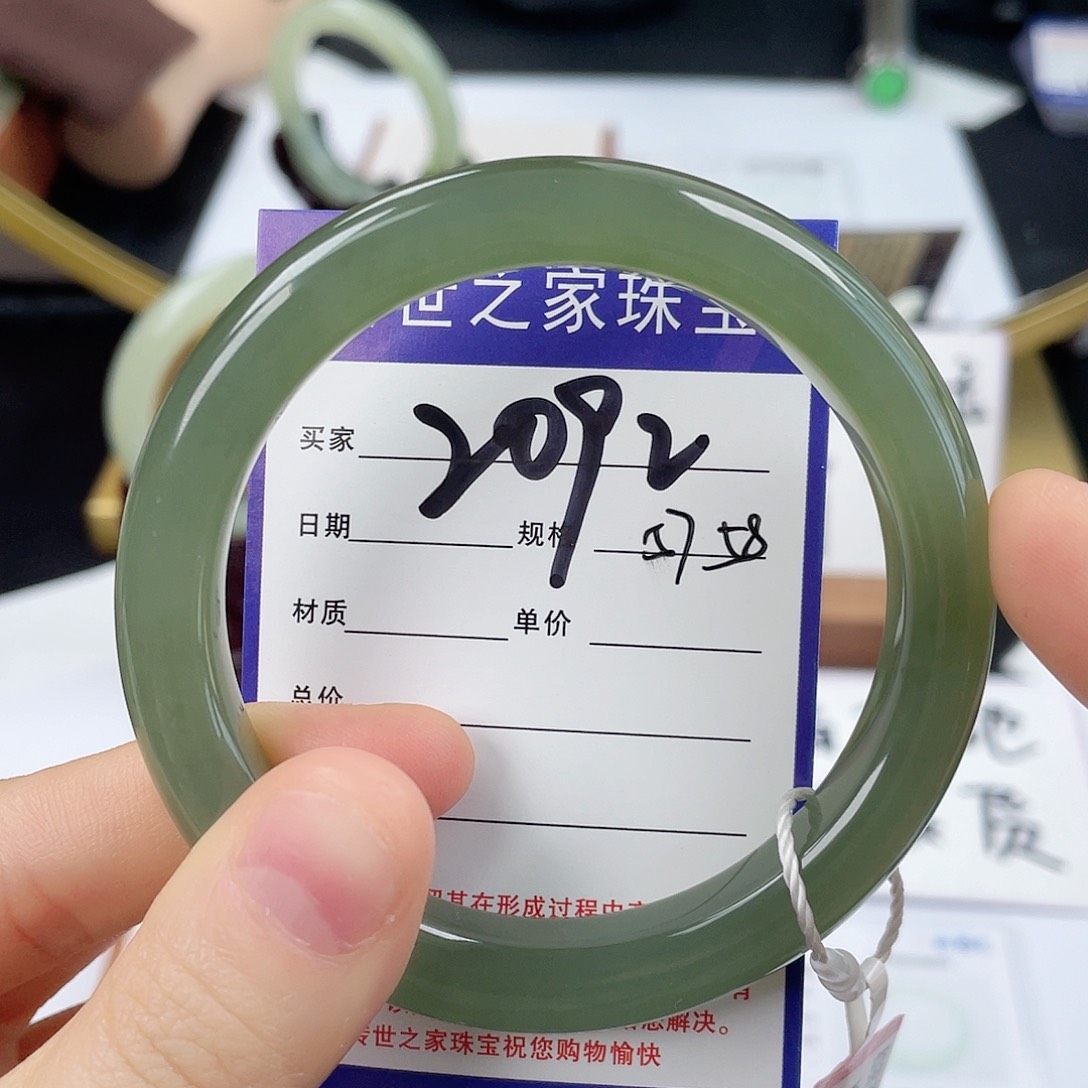 世之家珠宝
买家 2092
日期 规格 58
材质 单价
总价
其在形成过程中
解决。
传世之家珠宝祝您购物愉快